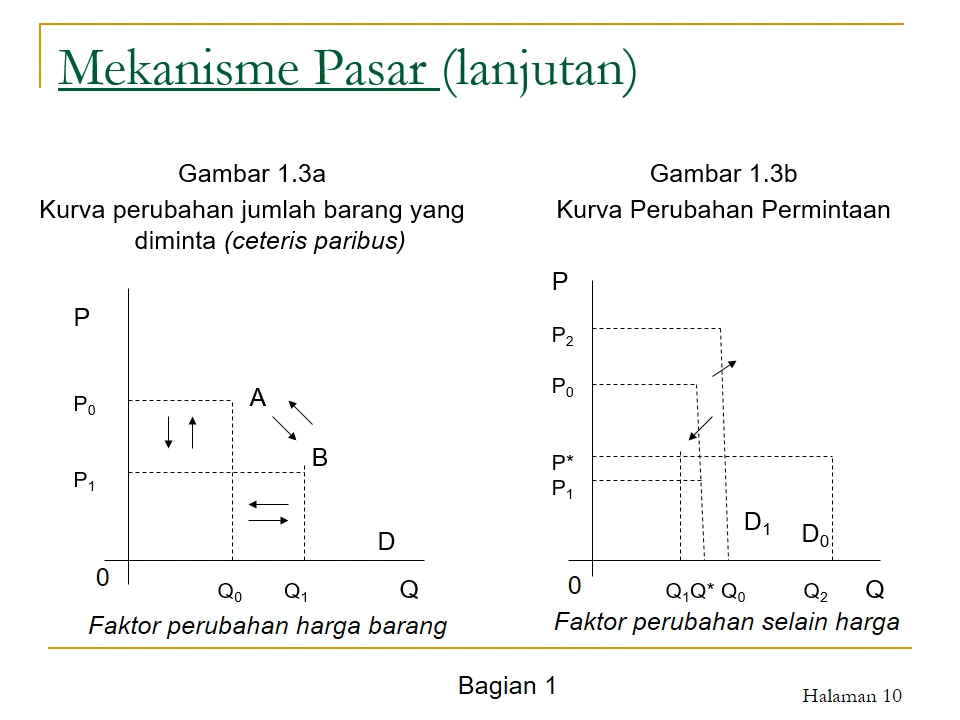 Mekanisme Pasar (lanjutan)
Gambar 1.3a
Kurva perubahan jumlah barang yang
diminta (ceteris paribus)
P
P₀
A
B
P₁
D
0
Q₀
Q₁
Q
Faktor perubahan harga barang
Gambar 1.3b
Kurva Perubahan Permintaan
P
P₂
P₀
P*
P₁
D₁
D₀
0
Q₁Q* Q₀
Q₂
Q
Faktor perubahan selain harga
Bagian 1
Halaman 10